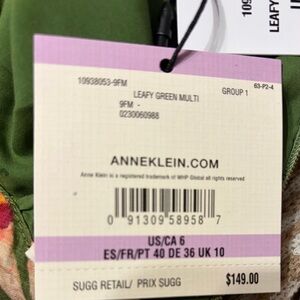 10938053-9FM
LEAFY GREEN MULTI
GROUP 1
63-P2-4
9FM -
0230060988
ANNEKLEIN.COM
Anne Klein is a registered trademark of WHP Global all rights reserved
0 91309 58958 7
US/CA 6
ES/FR/PT 40 DE 36 UK 10
SUGG RETAIL/ PRIX SUGG
$149.00
109
LEAFY